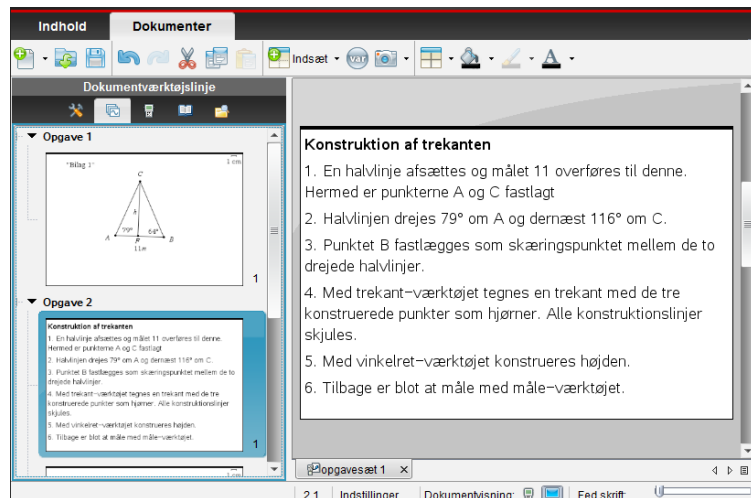 Indhold Dokumenter
Indsæt var
Dokumentværktøjslinje
Opgave 1
"Bilag 1"
1 cm
C
h
79° 64°
A B
11m
1
Opgave 2
Konstruktion af trekanten
1. En halvlinje afsættes og målet 11 overføres til denne.
Hermed er punkterne A og C fastlagt
2. Halvlinjen drejes 79° om A og dernæst 116° om C.
3. Punktet B fastlægges som skæringspunktet mellem de to
drejede halvlinjer.
4. Med trekant-værktøjet tegnes en trekant med de tre
konstruerede punkter som hjørner. Alle konstruktionslinjer
skjules.
5. Med vinkelret-værktøjet konstrueres højden.
6. Tilbage er blot at måle med måle-værktøjet.
1
1 cm
Konstruktion af trekanten
1. En halvlinje afsættes og målet 11 overføres til denne.
Hermed er punkterne A og C fastlagt
2. Halvlinjen drejes 79° om A og dernæst 116° om C.
3. Punktet B fastlægges som skæringspunktet mellem de to
drejede halvlinjer.
4. Med trekant-værktøjet tegnes en trekant med de tre
konstruerede punkter som hjørner. Alle konstruktionslinjer
skjules.
5. Med vinkelret-værktøjet konstrueres højden.
6. Tilbage er blot at måle med måle-værktøjet.
opgavesæt 1
2.1 Indstillinger Dokumentvisning: Fed skrift: